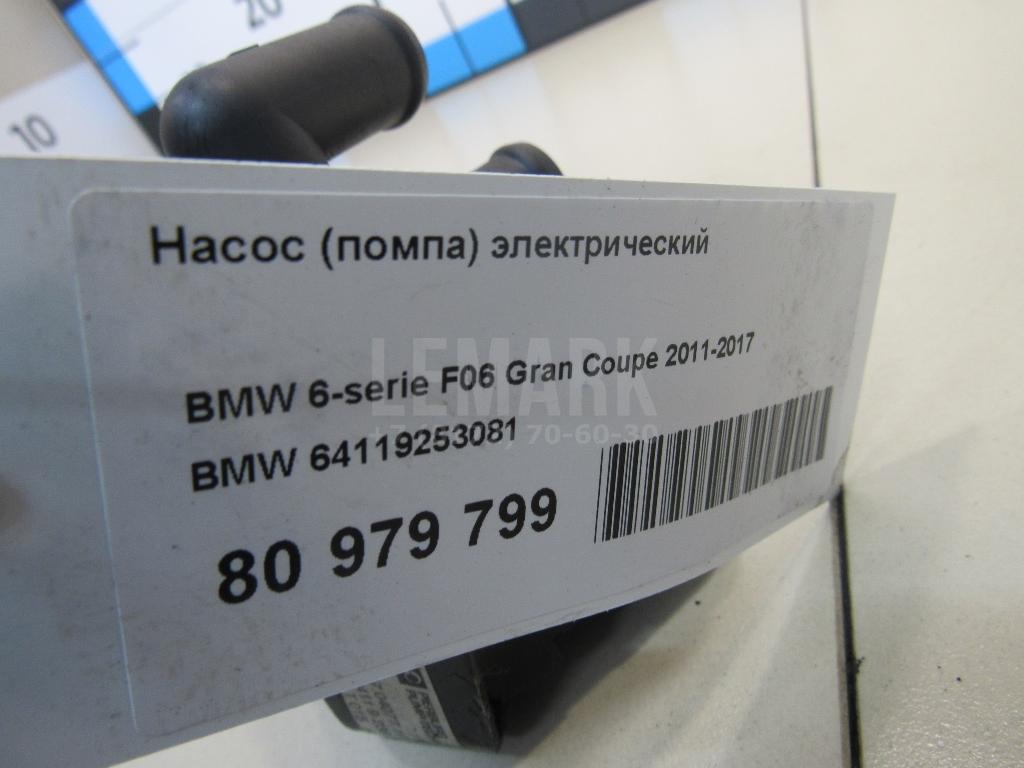 20
10
Насос (помпа) электрический
LEMARK
BMW 6-serie F06 Gran Coupe 2011-2017
70-60-30
BMW 64119253081
80 979 799